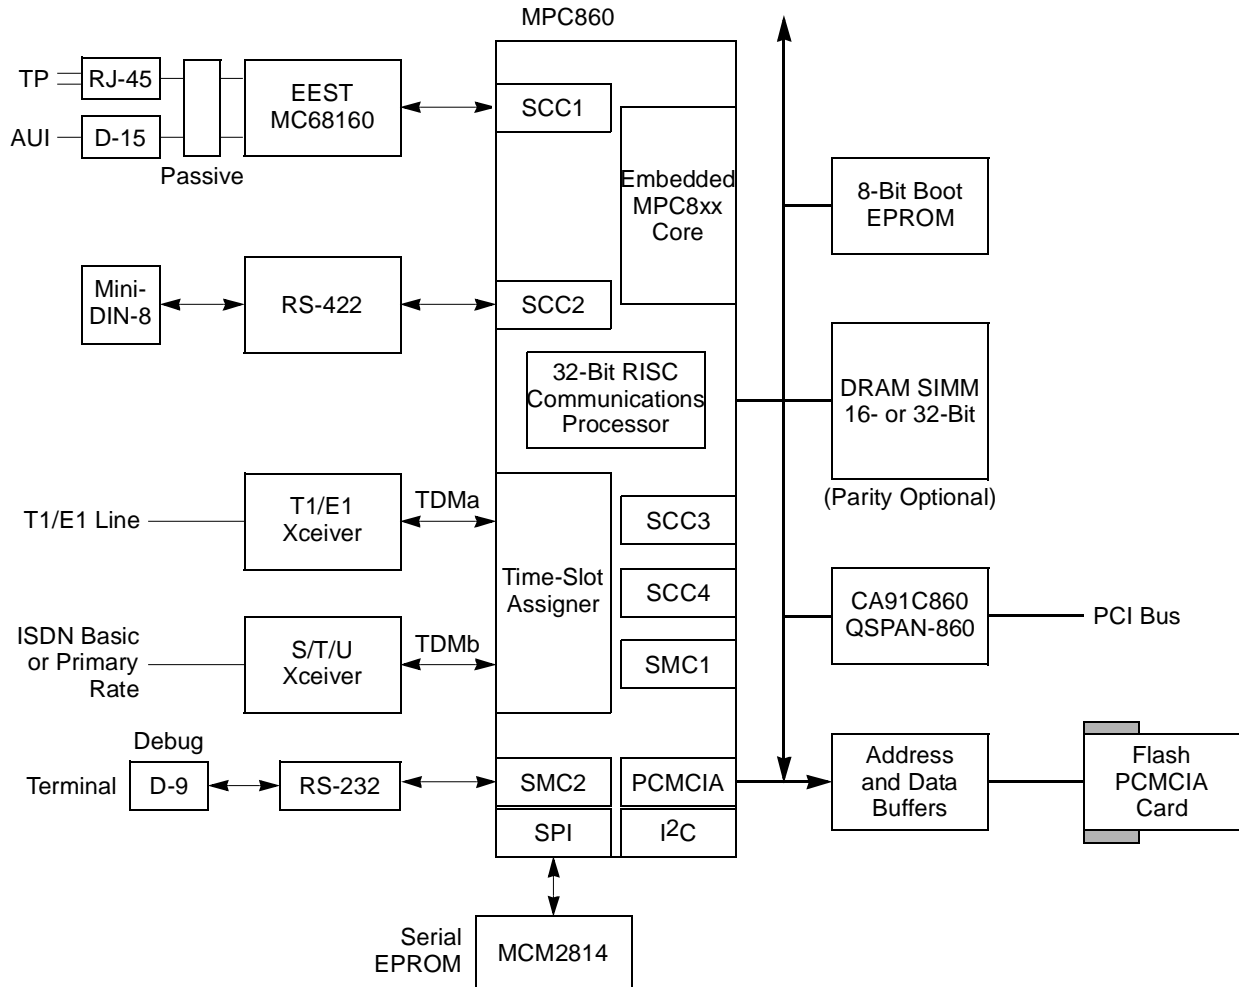 MPC860
TP
RJ-45
AUI
D-15
Passive
EEST
MC68160
SCC1
Embedded
MPC8xx
Core
8-Bit Boot
EPROM
Mini-
DIN-8
RS-422
SCC2
32-Bit RISC
Communications
Processor
DRAM SIMM
16- or 32-Bit
(Parity Optional)
T1/E1 Line
T1/E1
Xceiver
TDMa
Time-Slot
Assigner
SCC3
SCC4
SMC1
CA91C860
QSPAN-860
PCI Bus
ISDN Basic
or Primary
Rate
S/T/U
Xceiver
TDMb
Debug
Terminal
D-9
RS-232
SMC2
PCMCIA
SPI
I2C
Address
and Data
Buffers
Flash
PCMCIA
Card
Serial
EPROM
MCM2814